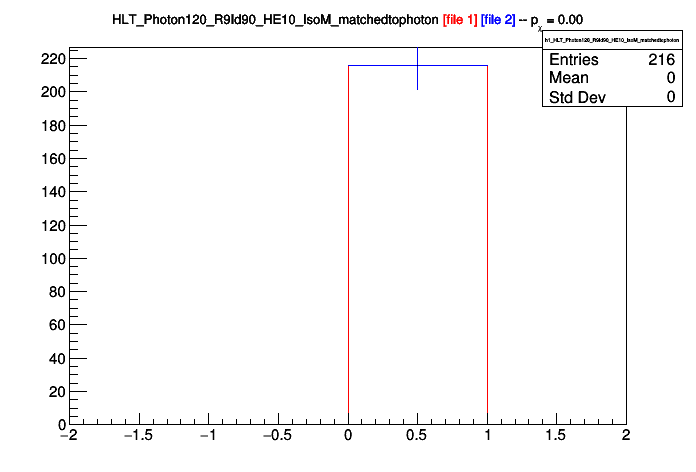 HLT_Photon120_R9Id90_HE10_IsoM_matchedtophoton [file 1] [file 2] -- pχ = 0.00
h1_HLT_Photon120_R9Id90_HE10_IsoM_matchedtophoton
Entries 216
Mean 0
Std Dev 0
220
200
180
160
140
120
100
80
60
40
20
0
−2 −1.5 −1 −0.5 0 0.5 1 1.5 2